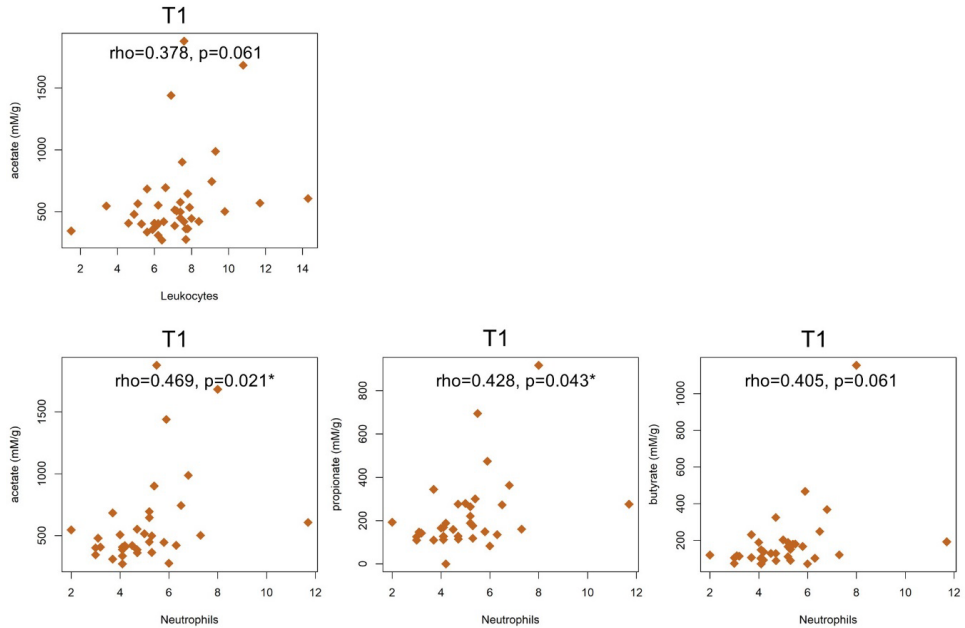 T1
rho=0.378, p=0.061
acetate (mM/g)
1500
1000
500
2 4 6 8 10 12 14
Leukocytes
T1
rho=0.469, p=0.021*
acetate (mM/g)
1500
1000
500
2 4 6 8 10 12
Neutrophils
T1
rho=0.428, p=0.043*
propionate (mM/g)
800
600
400
200
0
2 4 6 8 10 12
Neutrophils
T1
rho=0.405, p=0.061
butyrate (mM/g)
1000
800
600
400
200
2 4 6 8 10 12
Neutrophils